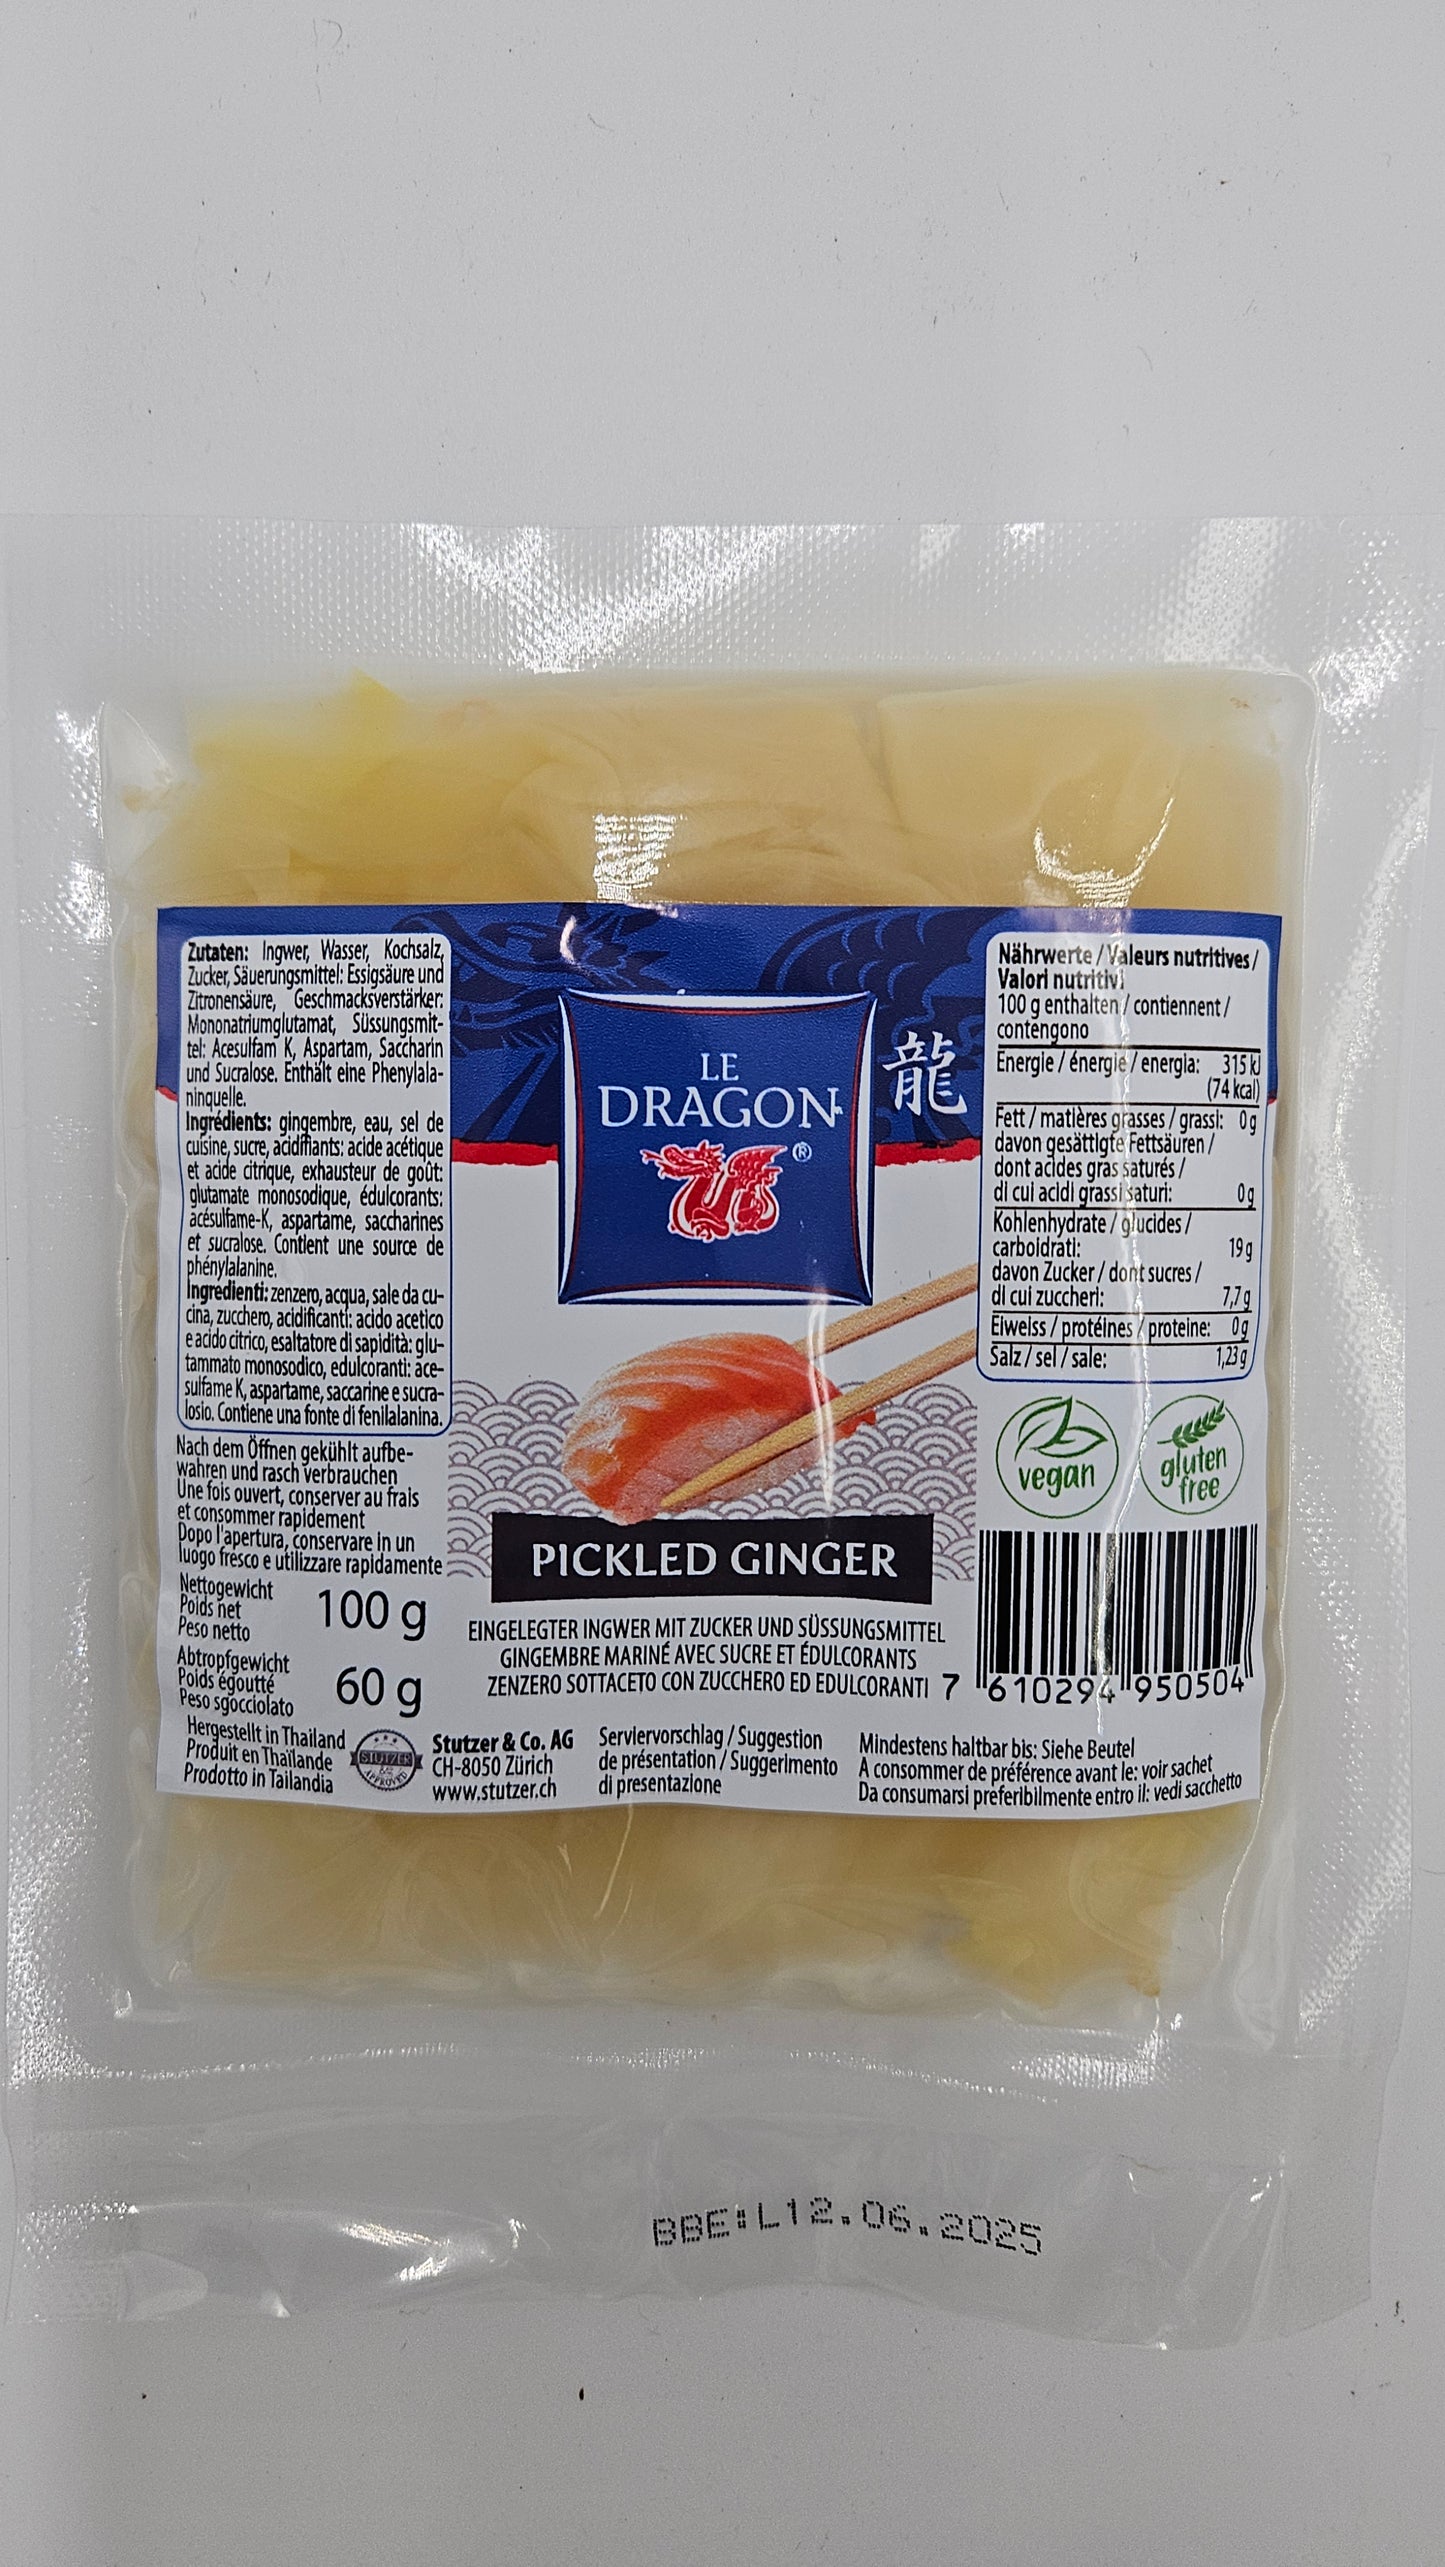 Zutaten: Ingwer, Wasser, Kochsalz,
Zucker, Säuerungsmittel: Essigsäure und
Zitronensäure, Geschmacksverstärker:
Mononatriumglutamat, Süssungsmit-
tel: Acesulfam K, Aspartam, Saccharin
und Sucralose. Enthält eine Phenylala-
ninquelle.
Ingrédients: gingembre, eau, sel de
cuisine, sucre, acidifiants: acide acétique
et acide citrique, exhausteur de goût:
glutamate monosodique, édulcorants:
acésulfame-K, aspartame, saccharines
et sucralose. Contient une source de
phénylalanine.
Ingredienti: zenzero, acqua, sale da cu-
cina, zucchero, acidificanti: acido acetico
e acido citrico, esaltatore di sapidità: glu-
tammato monosodico, edulcoranti: ace-
sulfame K, aspartame, saccarine e sucra-
losio. Contiene una fonte di fenilalanina.
Nach dem Öffnen gekühlt aufbe-
wahren und rasch verbrauchen
Une fois ouvert, conserver au frais
et consommer rapidement
Dopo l'apertura, conservare in un
luogo fresco e utilizzare rapidamente
Nettogewicht
Poids net
Peso netto
100 g
Abtropfgewicht
Poids égoutté
Peso sgocciolato
60 g
Hergestellt in Thailand
Produit en Thaïlande
Prodotto in Tailandia
STUTZER
&
APPROVED
Stutzer & Co. AG
CH-8050 Zürich
www.stutzer.ch
LE
DRAGON
®
龍
PICKLED GINGER
EINGELEGTER INGWER MIT ZUCKER UND SÜSSUNGSMITTEL
GINGEMBRE MARINÉ AVEC SUCRE ET ÉDULCORANTS
ZENZERO SOTTACETO CON ZUCCHERO ED EDULCORANTI
Serviervorschlag / Suggestion
de présentation / Suggerimento
di presentazione
Nährwerte / Valeurs nutritives /
Valori nutritivi
100 g enthalten / contiennent /
contengono
Energie / énergie / energia: 315 kJ
(74 kcal)
Fett / matières grasses / grassi: 0 g
davon gesättigte Fettsäuren /
dont acides gras saturés /
di cui acidi grassi saturi: 0 g
Kohlenhydrate / glucides /
carboidrati: 19 g
davon Zucker / dont sucres /
di cui zuccheri: 7,7 g
Eiweiss / protéines / proteine: 0 g
Salz / sel / sale: 1,23 g
vegan
gluten
free
7 610294 950504
Mindestens haltbar bis: Siehe Beutel
A consommer de préférence avant le: voir sachet
Da consumarsi preferibilmente entro il: vedi sacchetto
BBE:L12.06.2025